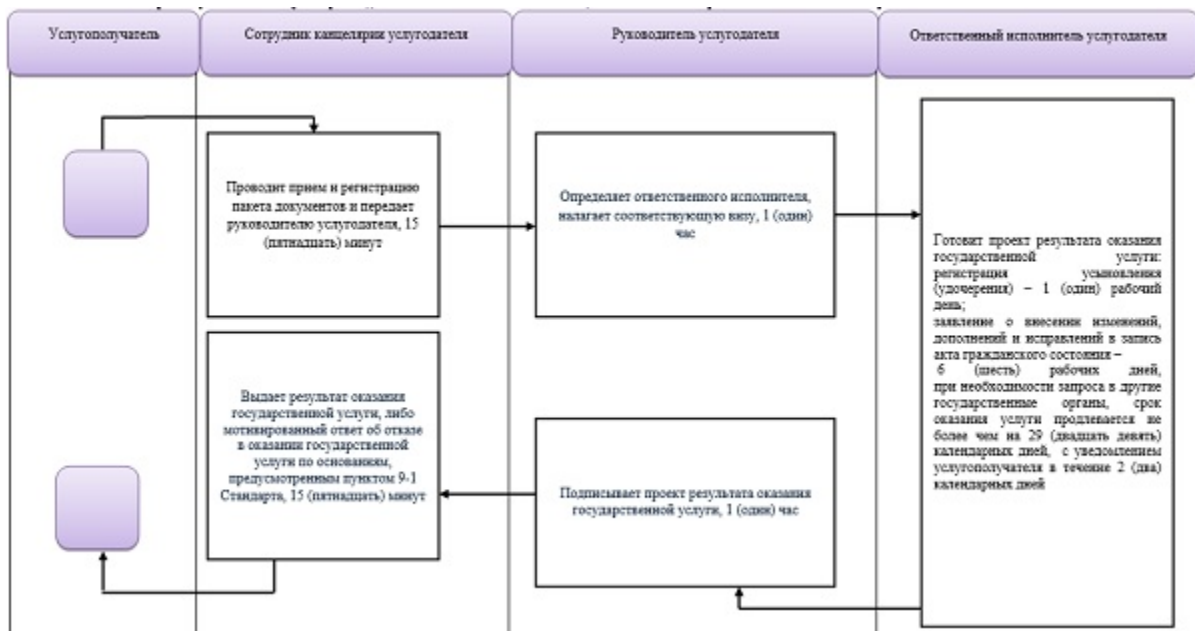 Услугополучатель
Сотрудник канцелярии услугодателя
Руководитель услугодателя
Ответственный исполнитель услугодателя
Проводит прием и регистрацию
пакета документов и передает
руководителю услугодателя, 15
(пятнадцать) минут
Определяет ответственного исполнителя,
налагает соответствующую визу, 1 (один)
час
Готовит проект результата оказания
государственной услуги:
регистрация усыновления
(удочерения) – 1 (один) рабочий
день;
заявление о внесении изменений,
дополнений и исправлений в запись
акта гражданского состояния –
6 (шесть) рабочих дней,
при необходимости запроса в другие
государственные органы, срок
оказания услуги продлевается не
более чем на 29 (двадцать девять)
календарных дней, с уведомлением
услугополучателя в течение 2 (два)
календарных дней
Подписывает проект результата оказания
государственной услуги, 1 (один) час
Выдает результат оказания
государственной услуги, либо
мотивированный ответ об отказе
в оказании государственной
услуги по основаниям,
предусмотренным пунктом 9-1
Стандарта, 15 (пятнадцать) минут